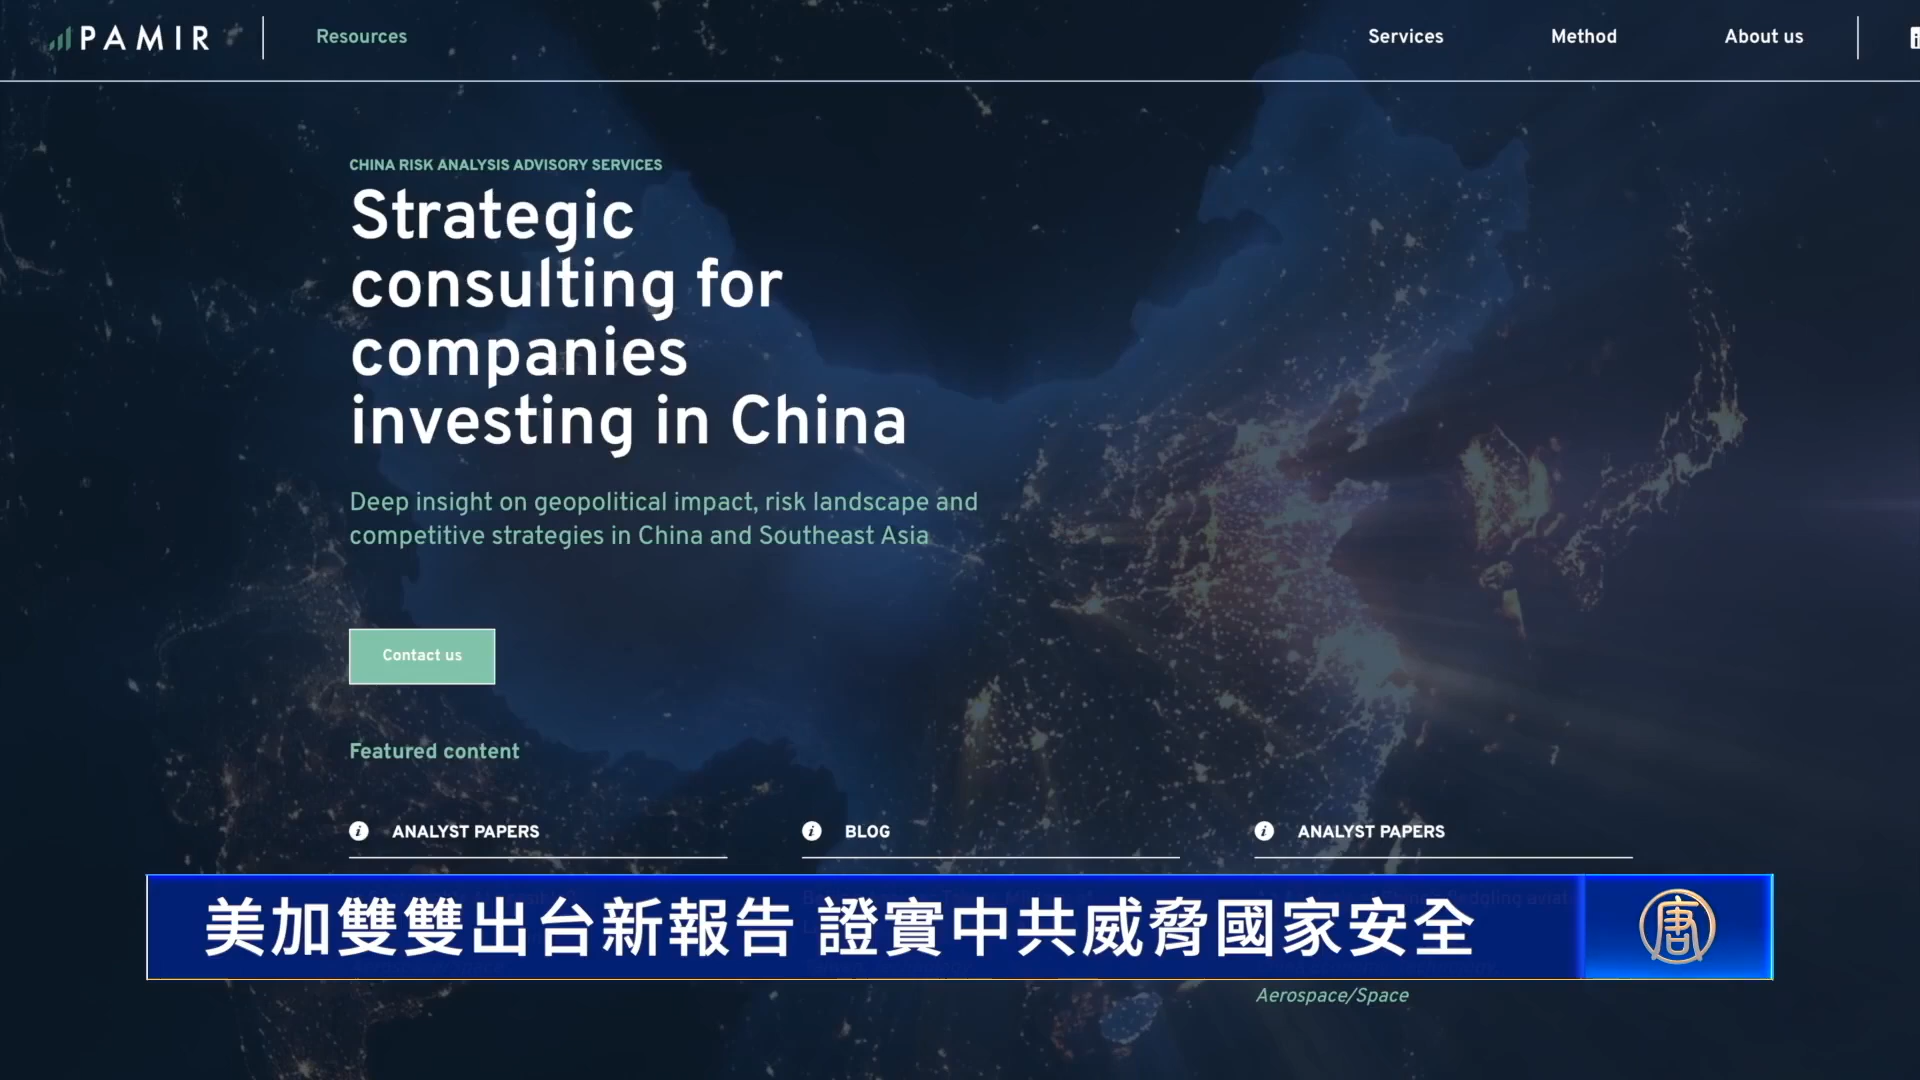 PAMIR
Resources
Services
Method
About us
CHINA RISK ANALYSIS ADVISORY SERVICES
Strategic
consulting for
companies
investing in China
Deep insight on geopolitical impact, risk landscape and
competitive strategies in China and Southeast Asia
Contact us
Featured content
ANALYST PAPERS
BLOG
ANALYST PAPERS
美加雙雙出台新報告 證實中共威脅國家安全
唐
Aerospace/Space